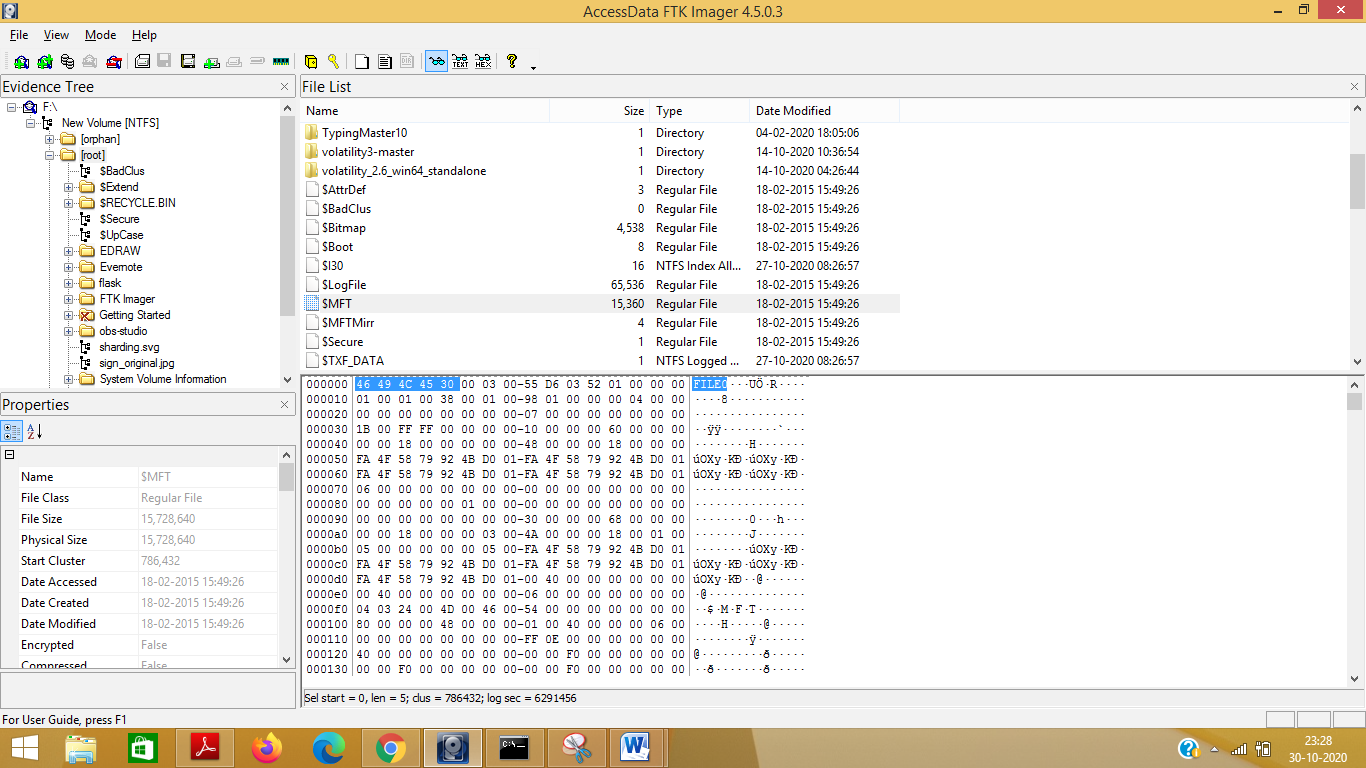 AccessData FTK Imager 4.5.0.3
File View Mode Help
Evidence Tree
F:\
New Volume [NTFS]
[orphan]
[root]
$BadClus
$Extend
$RECYCLE.BIN
$Secure
$UpCase
EDRAW
Evernote
flask
FTK Imager
Getting Started
obs-studio
sharding.svg
sign_original.jpg
System Volume Information
File List
Name Size Type Date Modified
TypingMaster10 1 Directory 04-02-2020 18:05:06
volatility3-master 1 Directory 14-10-2020 10:36:54
volatility_2.6_win64_standalone 1 Directory 14-10-2020 04:26:44
$AttrDef 3 Regular File 18-02-2015 15:49:26
$BadClus 0 Regular File 18-02-2015 15:49:26
$Bitmap 4,538 Regular File 18-02-2015 15:49:26
$Boot 8 Regular File 18-02-2015 15:49:26
$I30 16 NTFS Index All... 27-10-2020 08:26:57
$LogFile 65,536 Regular File 18-02-2015 15:49:26
$MFT 15,360 Regular File 18-02-2015 15:49:26
$MFTMirr 4 Regular File 18-02-2015 15:49:26
$Secure 1 Regular File 18-02-2015 15:49:26
$TXF_DATA 1 NTFS Logged ... 27-10-2020 08:26:57
Properties
Name $MFT
File Class Regular File
File Size 15,728,640
Physical Size 15,728,640
Start Cluster 786,432
Date Accessed 18-02-2015 15:49:26
Date Created 18-02-2015 15:49:26
Date Modified 18-02-2015 15:49:26
Encrypted False
Compressed False
000000 46 49 4C 45 30 00 03 00-55 D6 03 52 01 00 00 00 FILE0···UÖ·R····
000010 01 00 01 00 38 00 01 00-98 01 00 00 00 04 00 00 ····8···········
000020 00 00 00 00 00 00 00 00-07 00 00 00 00 00 00 00 ················
000030 1B 00 FF FF 00 00 00 00-10 00 00 00 60 00 00 00 ··ÿÿ········`···
000040 00 00 18 00 00 00 00 00-48 00 00 00 18 00 00 00 ········H·······
000050 FA 4F 58 79 92 4B D0 01-FA 4F 58 79 92 4B D0 01 úOXy·KÐ·úOXy·KÐ·
000060 FA 4F 58 79 92 4B D0 01-FA 4F 58 79 92 4B D0 01 úOXy·KÐ·úOXy·KÐ·
000070 06 00 00 00 00 00 00 00-00 00 00 00 00 00 00 00 ················
000080 00 00 00 00 00 01 00 00-00 00 00 00 00 00 00 00 ················
000090 00 00 00 00 00 00 00 00-30 00 00 00 68 00 00 00 ········0···h···
0000a0 00 00 18 00 00 00 03 00-4A 00 00 00 18 00 01 00 ········J·······
0000b0 05 00 00 00 00 00 05 00-FA 4F 58 79 92 4B D0 01 ········úOXy·KÐ·
0000c0 FA 4F 58 79 92 4B D0 01-FA 4F 58 79 92 4B D0 01 úOXy·KÐ·úOXy·KÐ·
0000d0 FA 4F 58 79 92 4B D0 01-00 40 00 00 00 00 00 00 úOXy·KÐ··@······
0000e0 00 40 00 00 00 00 00 00-06 00 00 00 00 00 00 00 ·@··············
0000f0 04 03 24 00 4D 00 46 00-54 00 00 00 00 00 00 00 ··$·M·F·T·······
000100 80 00 00 00 48 00 00 00-01 00 40 00 00 00 06 00 ····H·····@·····
000110 00 00 00 00 00 00 00 00-FF 0E 00 00 00 00 00 00 ········ÿ·······
000120 40 00 00 00 00 00 00 00-00 00 F0 00 00 00 00 00 @·········ð·····
000130 00 00 F0 00 00 00 00 00-00 00 F0 00 00 00 00 00 ··ð·······ð·····
Sel start = 0, len = 5; clus = 786432; log sec = 6291456
For User Guide, press F1
23:28
30-10-2020